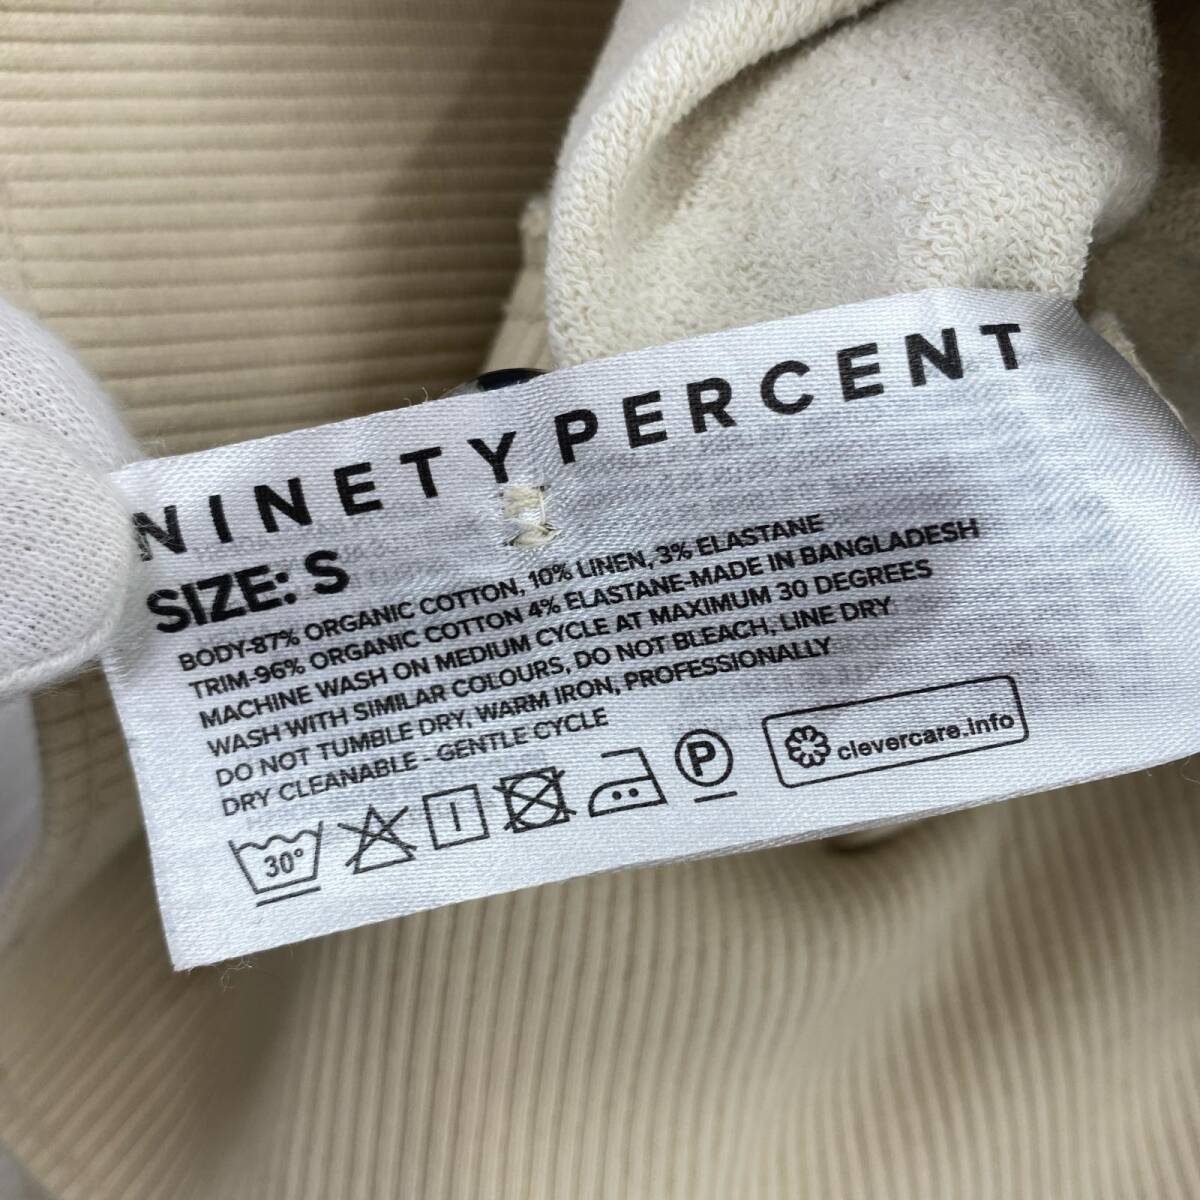 NINETY PERCENT
SIZE: S
BODY-87% ORGANIC COTTON, 10% LINEN, 3% ELASTANE
TRIM-96% ORGANIC COTTON 4% ELASTANE-MADE IN BANGLADESH
MACHINE WASH ON MEDIUM CYCLE AT MAXIMUM 30 DEGREES
WASH WITH SIMILAR COLOURS, DO NOT BLEACH, LINE DRY
DO NOT TUMBLE DRY, WARM IRON, PROFESSIONALLY
DRY CLEANABLE - GENTLE CYCLE
30° P clevercare.info